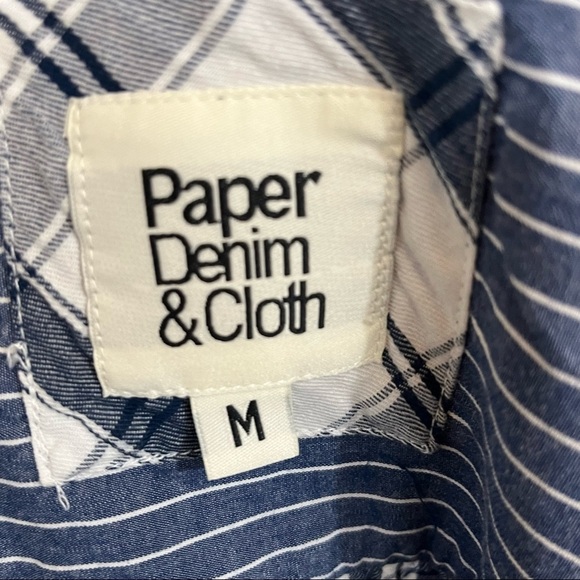 Paper
Denim
&Cloth
M